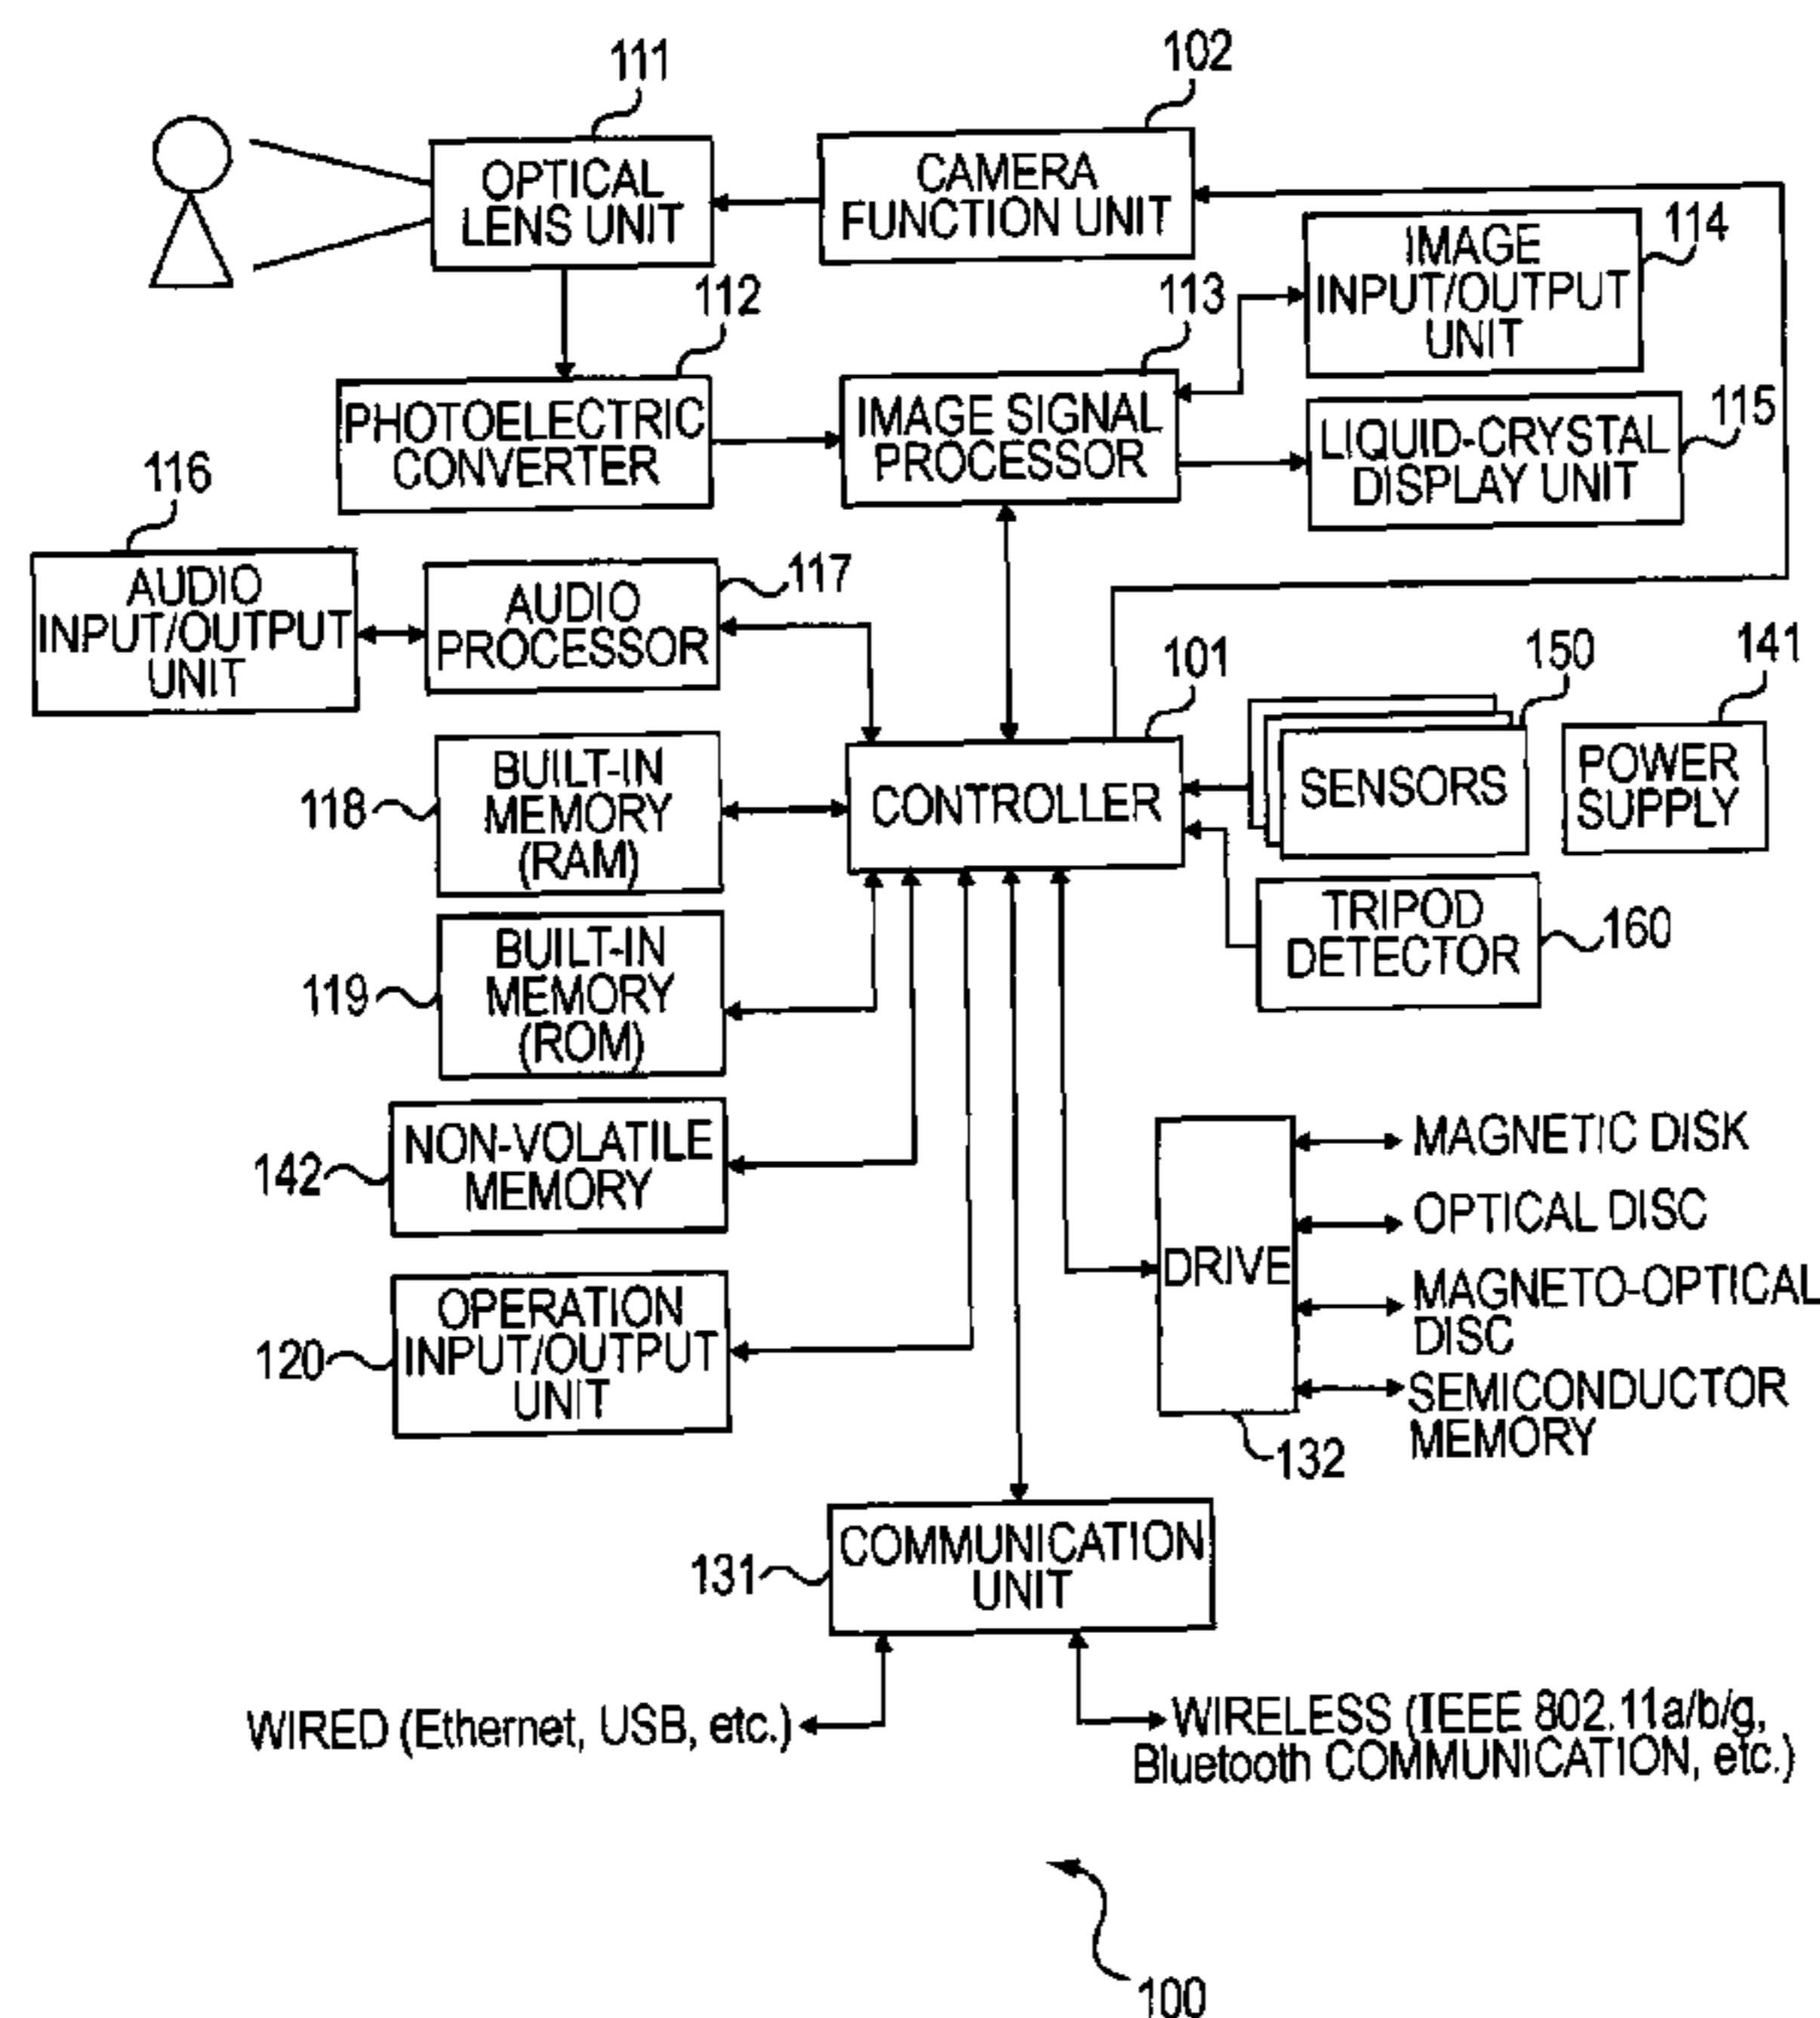 111
102
OPTICAL
LENS UNIT
CAMERA
FUNCTION UNIT
114
IMAGE
INPUT/OUTPUT
UNIT
112
113
PHOTOELECTRIC
CONVERTER
IMAGE SIGNAL
PROCESSOR
115
LIQUID-CRYSTAL
DISPLAY UNIT
116
AUDIO
INPUT/OUTPUT
UNIT
117
AUDIO
PROCESSOR
101
150
141
118
BUILT-IN
MEMORY
(RAM)
CONTROLLER
SENSORS
POWER
SUPPLY
TRIPOD
DETECTOR
160
119
BUILT-IN
MEMORY
(ROM)
142
NON-VOLATILE
MEMORY
MAGNETIC DISK
OPTICAL DISC
DRIVE
MAGNETO-OPTICAL
DISC
SEMICONDUCTOR
MEMORY
132
120
OPERATION
INPUT/OUTPUT
UNIT
131
COMMUNICATION
UNIT
WIRED (Ethernet, USB, etc.)
WIRELESS (IEEE 802.11a/b/g,
Bluetooth COMMUNICATION, etc.)
100